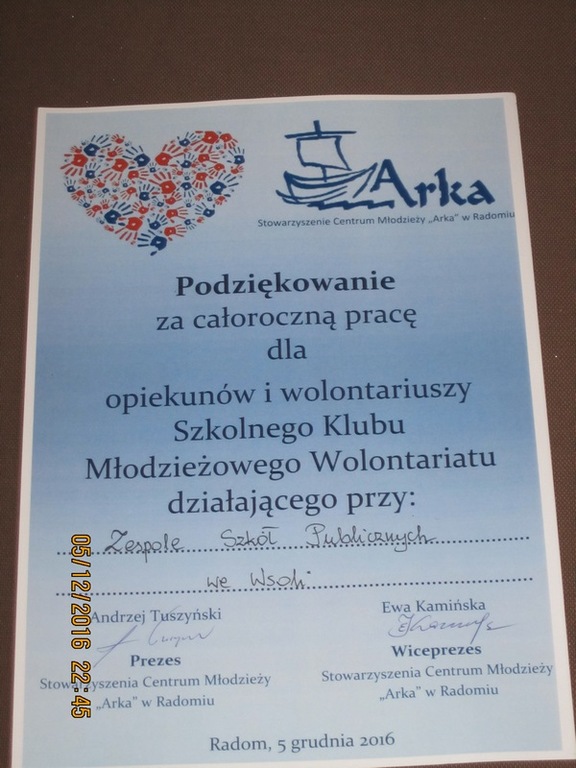 Arka
Stowarzyszenie Centrum Młodzieży „Arka” w Radomiu
Podziękowanie
za całoroczną pracę
dla
opiekunów i wolontariuszy
Szkolnego Klubu
Młodzieżowego Wolontariatu
działającego przy:
Zespole Szkół Publicznych
we Wsoli
Andrzej Tuszyński
Prezes
Stowarzyszenia Centrum Młodzieży
„Arka” w Radomiu
Ewa Kamińska
Wiceprezes
Stowarzyszenia Centrum Młodzieży
„Arka” w Radomiu
Radom, 5 grudnia 2016
05/12/2016 22:45